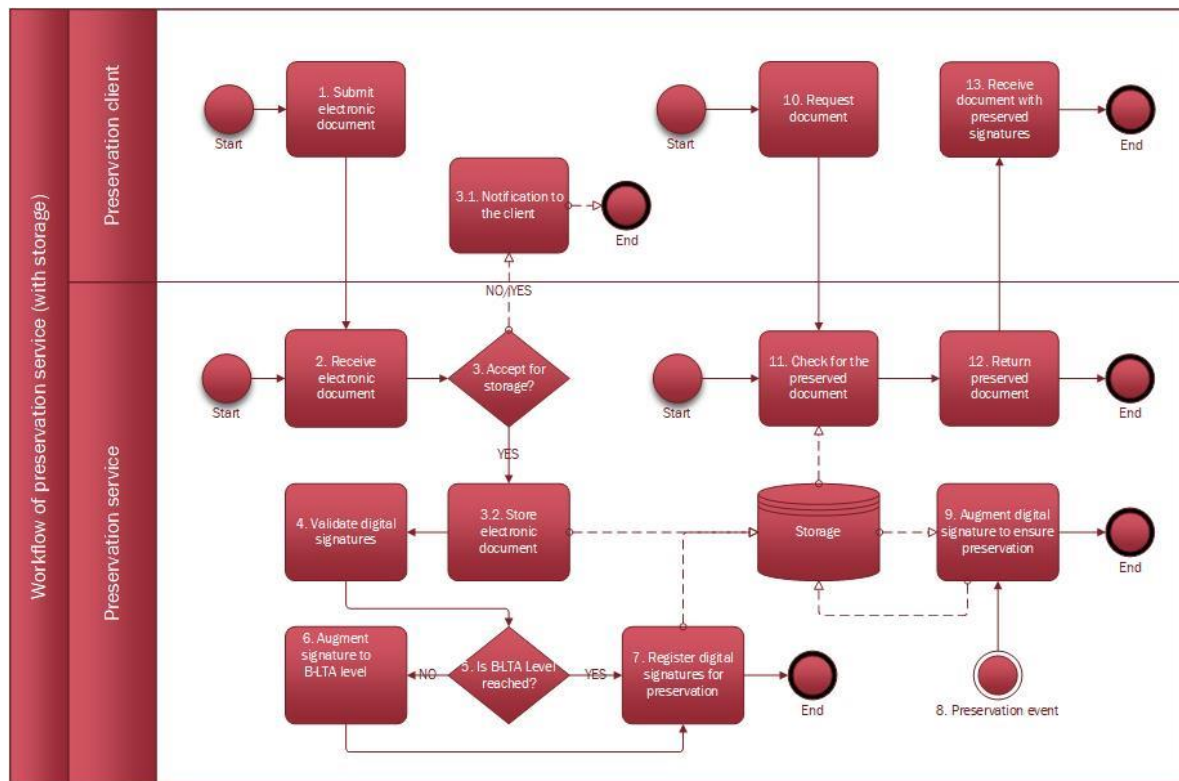 Workflow of preservation service (with storage)
Preservation client
Preservation service
Start
1. Submit
electronic
document
3.1. Notification to
the client
End
Start
10. Request
document
13. Receive
document with
preserved
signatures
End
NO/YES
Start
2. Receive
electronic
document
3. Accept for
storage?
YES
Start
11. Check for the
preserved
document
12. Return
preserved
document
End
4. Validate digital
signatures
3.2. Store
electronic
document
Storage
9. Augment digital
signature to ensure
preservation
End
6. Augment
signature to
B-LTA level
NO
5. Is B-LTA Level
reached?
YES
7. Register digital
signatures for
preservation
End
8. Preservation event